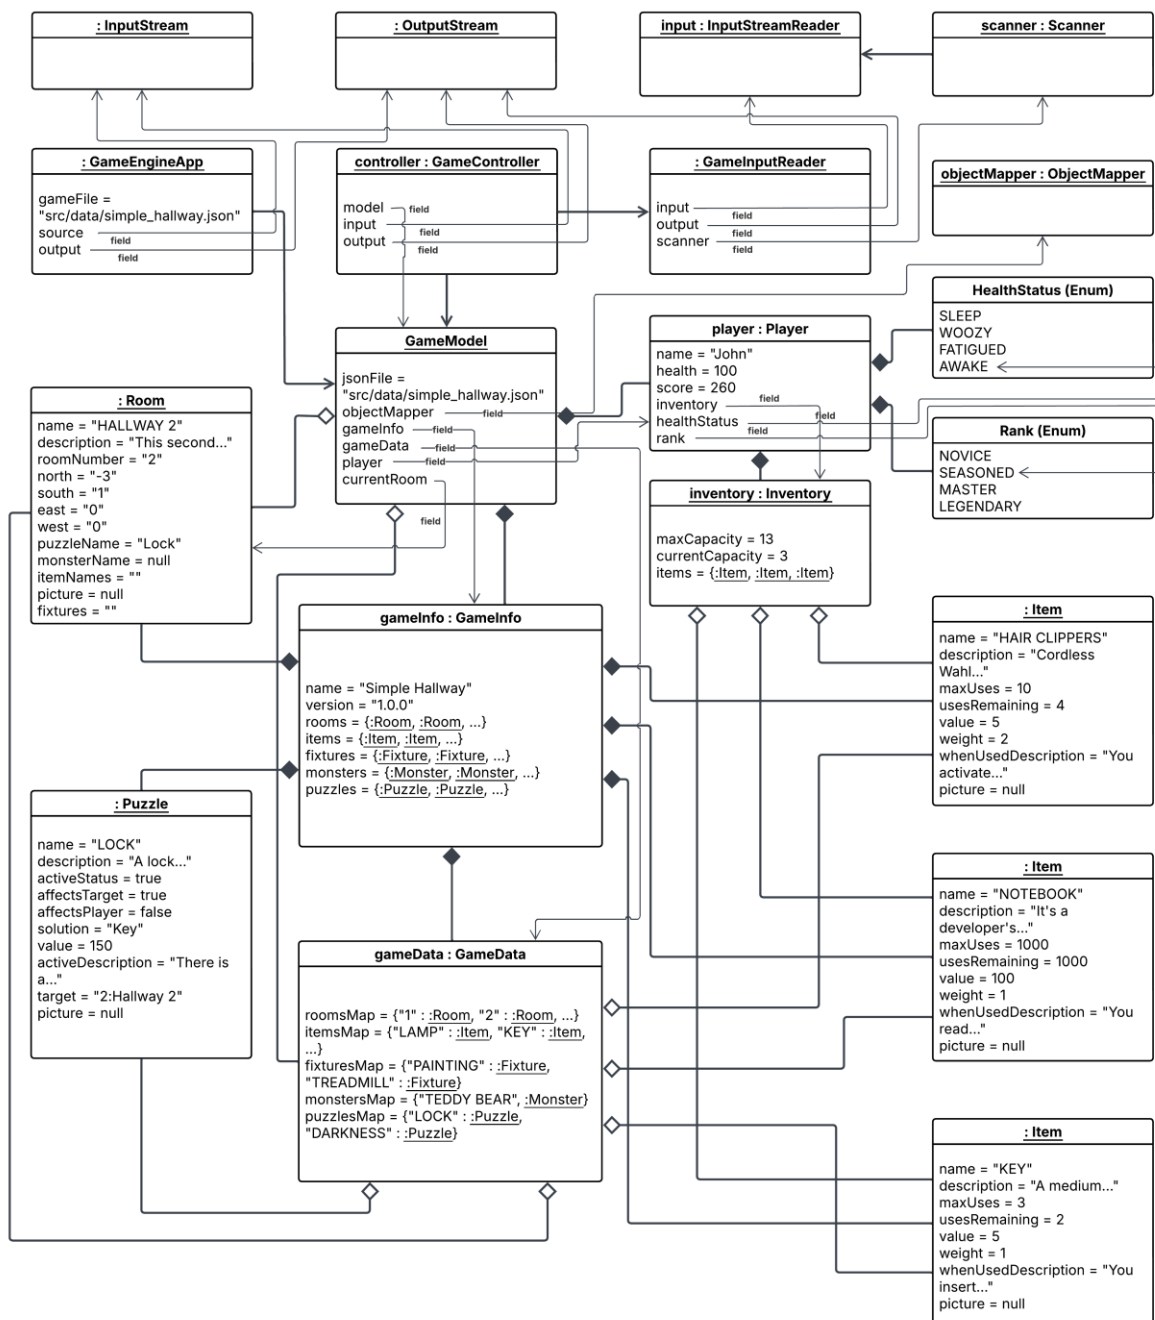 : InputStream
: OutputStream
input : InputStreamReader
scanner : Scanner
: GameEngineApp
gameFile =
"src/data/simple_hallway.json"
source
field
output
field
controller : GameController
model
field
input
output
: GameInputReader
input
field
output
field
scanner
field
objectMapper : ObjectMapper
HealthStatus (Enum)
SLEEP
WOOZY
FATIGUED
AWAKE
GameModel
jsonFile =
"src/data/simple_hallway.json"
objectMapper
field
gameInfo
field
gameData
field
player
field
currentRoom
field
player : Player
name = "John"
health = 100
score = 260
inventory
field
healthStatus
field
rank
field
Rank (Enum)
NOVICE
SEASONED
MASTER
LEGENDARY
: Room
name = "HALLWAY 2"
description = "This second..."
roomNumber = "2"
north = "-3"
south = "1"
east = "0"
west = "0"
puzzleName = "Lock"
monsterName = null
itemNames = ""
picture = null
fixtures = ""
inventory : Inventory
maxCapacity = 13
currentCapacity = 3
items = {:Item, :Item, :Item}
gameInfo : GameInfo
name = "Simple Hallway"
version = "1.0.0"
rooms = {:Room, :Room, ...}
items = {:Item, :Item, ...}
fixtures = {:Fixture, :Fixture, ...}
monsters = {:Monster, :Monster, ...}
puzzles = {:Puzzle, :Puzzle, ...}
: Item
name = "HAIR CLIPPERS"
description = "Cordless
Wahl..."
maxUses = 10
usesRemaining = 4
value = 5
weight = 2
whenUsedDescription = "You
activate..."
picture = null
: Puzzle
name = "LOCK"
description = "A lock..."
activeStatus = true
affectsTarget = true
affectsPlayer = false
solution = "Key"
value = 150
activeDescription = "There is
a..."
target = "2:Hallway 2"
picture = null
: Item
name = "NOTEBOOK"
description = "It's a
developer's..."
maxUses = 1000
usesRemaining = 1000
value = 100
weight = 1
whenUsedDescription = "You
read..."
picture = null
gameData : GameData
roomsMap = {"1" : :Room, "2" : :Room, ...}
itemsMap = {"LAMP" : :Item, "KEY" : :Item,
...}
fixturesMap = {"PAINTING" : :Fixture,
"TREADMILL" : :Fixture}
monstersMap = {"TEDDY BEAR", :Monster}
puzzlesMap = {"LOCK" : :Puzzle,
"DARKNESS" : :Puzzle}
: Item
name = "KEY"
description = "A medium..."
maxUses = 3
usesRemaining = 2
value = 5
weight = 1
whenUsedDescription = "You
insert..."
picture = null